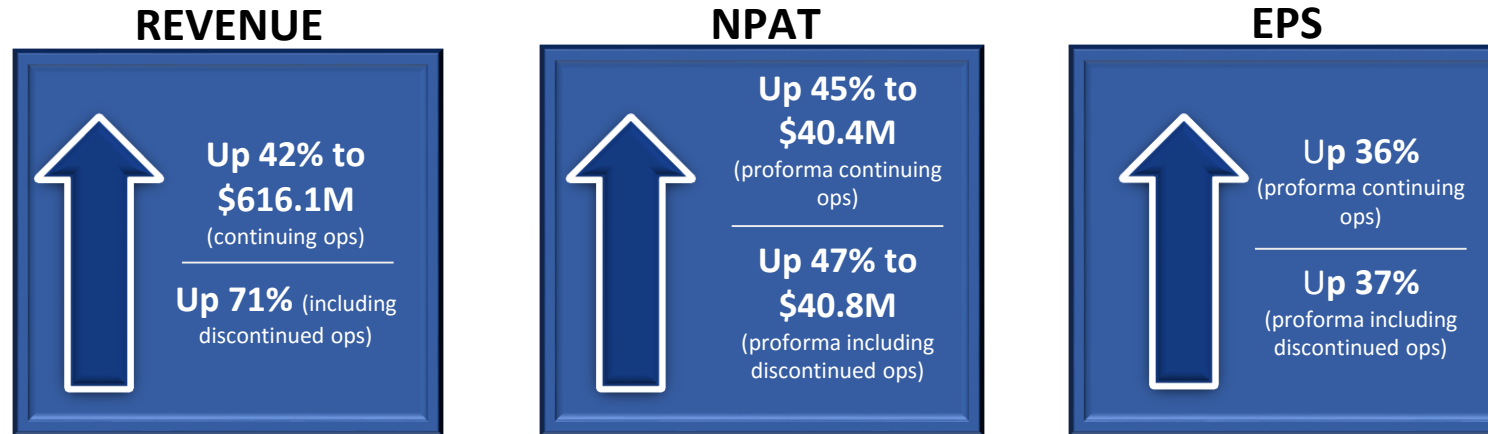 REVENUE
Up 42% to
$616.1M
(continuing ops)
Up 71% (including
discontinued ops)
NPAT
Up 45% to
$40.4M
(proforma continuing
ops)
Up 47% to
$40.8M
(proforma including
discontinued ops)
EPS
Up 36%
(proforma continuing
ops)
Up 37%
(proforma including
discontinued ops)